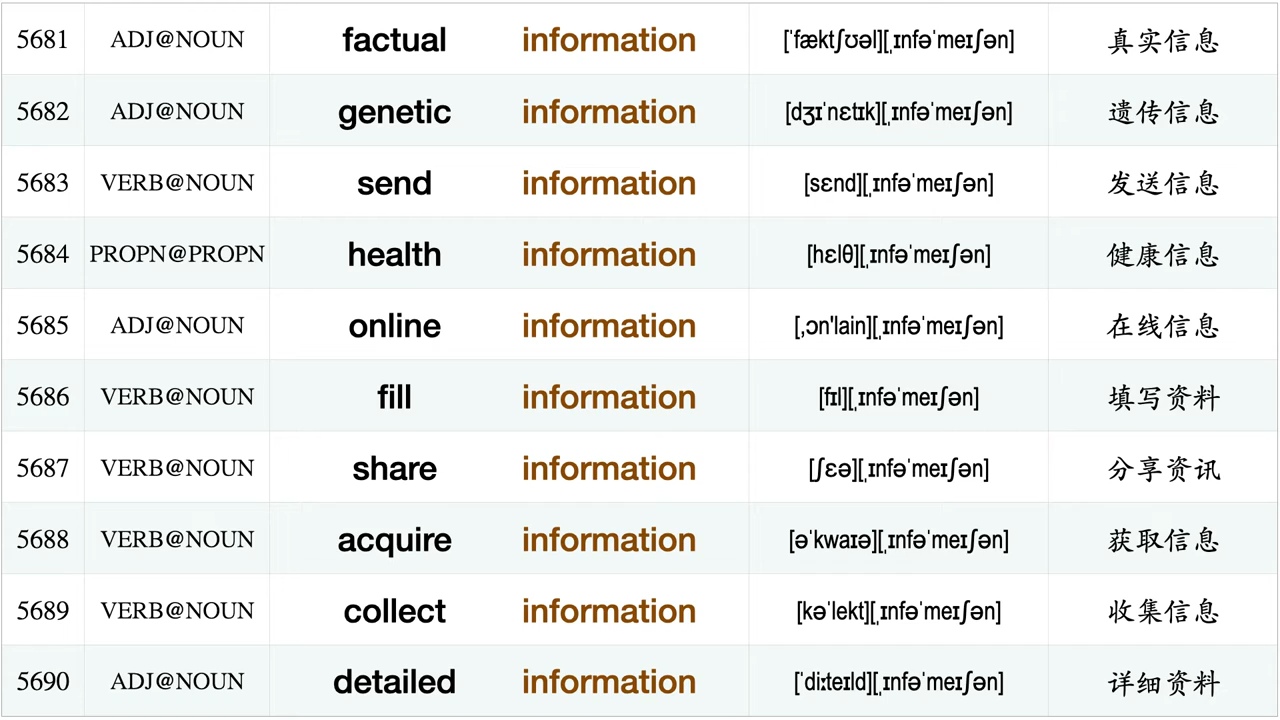 5681 ADJ@NOUN factual information [ˈfæktʃʊəl][ˌɪnfəˈmeɪʃən] 真实信息
5682 ADJ@NOUN genetic information [dʒɪˈnɛtɪk][ˌɪnfəˈmeɪʃən] 遗传信息
5683 VERB@NOUN send information [sɛnd][ˌɪnfəˈmeɪʃən] 发送信息
5684 PROPN@PROPN health information [hɛlθ][ˌɪnfəˈmeɪʃən] 健康信息
5685 ADJ@NOUN online information [,ɔn'lain][ˌɪnfəˈmeɪʃən] 在线信息
5686 VERB@NOUN fill information [fɪl][ˌɪnfəˈmeɪʃən] 填写资料
5687 VERB@NOUN share information [ʃɛə][ˌɪnfəˈmeɪʃən] 分享资讯
5688 VERB@NOUN acquire information [əˈkwaɪə][ˌɪnfəˈmeɪʃən] 获取信息
5689 VERB@NOUN collect information [kəˈlekt][ˌɪnfəˈmeɪʃən] 收集信息
5690 ADJ@NOUN detailed information [ˈdiːteɪld][ˌɪnfəˈmeɪʃən] 详细资料